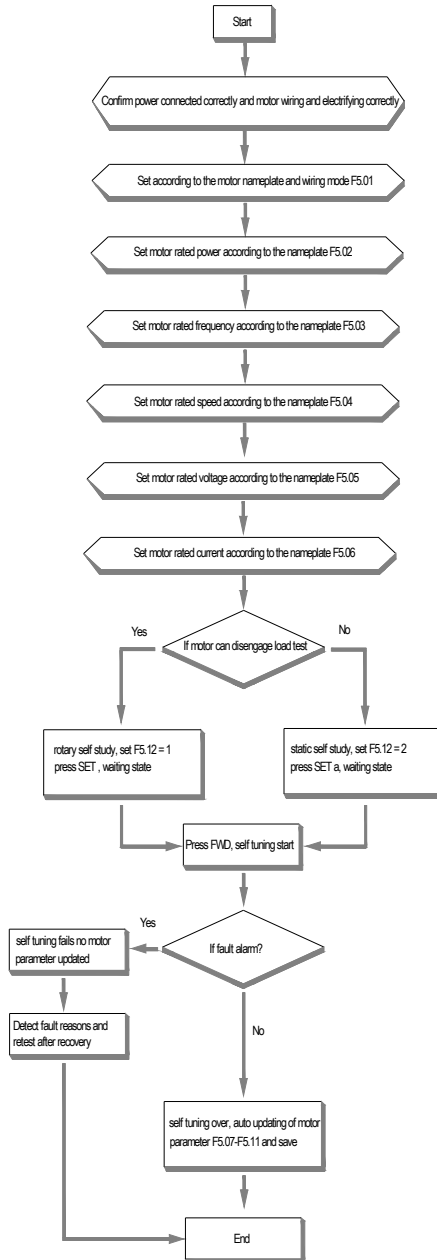 Start
Confirm power connected correctly and motor wiring and electrifying correctly
Set according to the motor nameplate and wiring mode F5.01
Set motor rated power according to the nameplate F5.02
Set motor rated frequency according to the nameplate F5.03
Set motor rated speed according to the nameplate F5.04
Set motor rated voltage according to the nameplate F5.05
Set motor rated current according to the nameplate F5.06
Yes
If motor can disengage load test
No
rotary self study, set F5.12 = 1
press SET , waiting state
static self study, set F5.12 = 2
press SET a, waiting state
Press FWD, self tuning start
Yes
If fault alarm?
self tuning fails no motor
parameter updated
Detect fault reasons and
retest after recovery
No
self tuning over, auto updating of motor
parameter F5.07-F5.11 and save
End